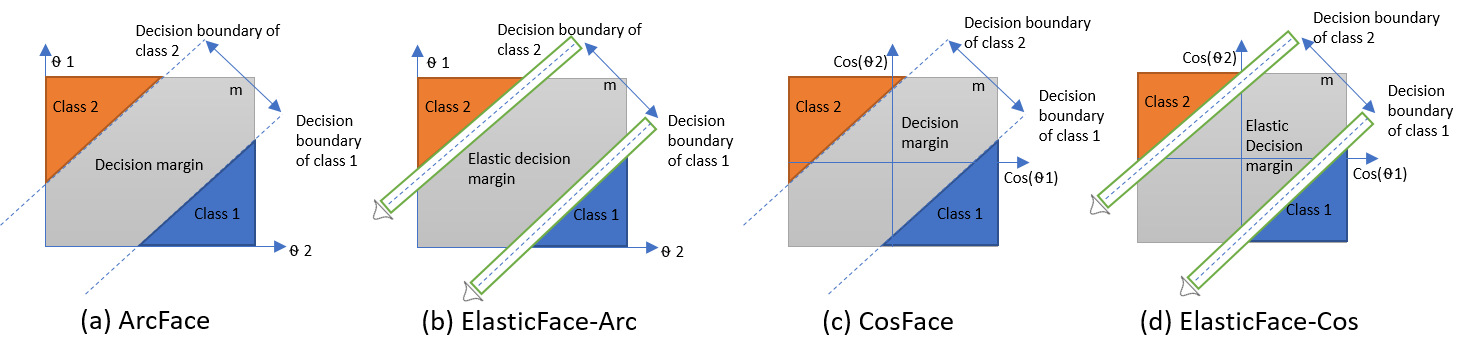 Decision boundary of
class 2
ϑ 1
Class 2
m
Decision
boundary
of class 1
Decision margin
Class 1
ϑ 2
(a) ArcFace
Decision boundary of
class 2
ϑ 1
Class 2
m
Decision
boundary
of class 1
Elastic decision
margin
Class 1
ϑ 2
(b) ElasticFace-Arc
Decision boundary
of class 2
Cos(ϑ2)
Class 2
m
Decision
boundary
of class 1
Decision
margin
Cos(ϑ1)
Class 1
(c) CosFace
Decision boundary
of class 2
Cos(ϑ2)
Class 2
m
Decision
boundary
of class 1
Elastic
Decision
margin
Cos(ϑ1)
Class 1
(d) ElasticFace-Cos